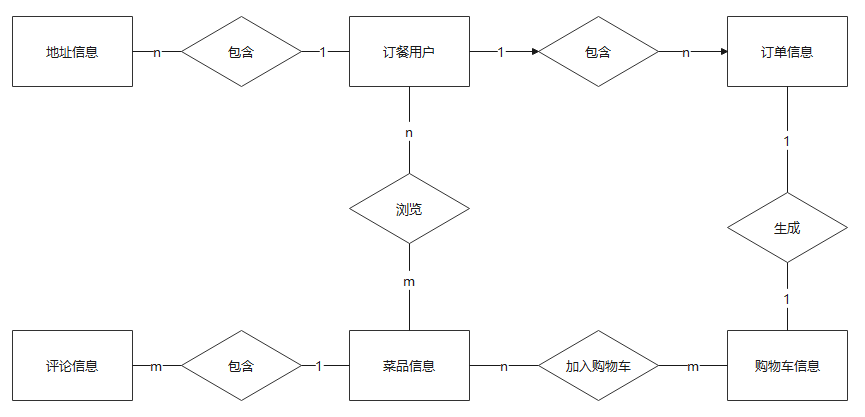 地址信息
n
包含
1
订餐用户
1
包含
n
订单信息
n
1
浏览
生成
m
1
评论信息
m
包含
1
菜品信息
n
加入购物车
m
购物车信息